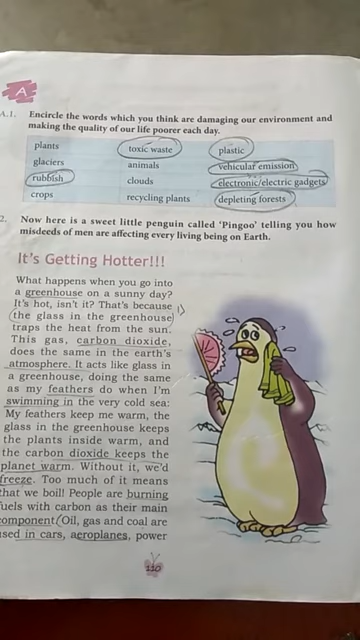 A
A.1. Encircle the words which you think are damaging our environment and
making the quality of our life poorer each day.
plants toxic waste plastic
glaciers animals vehicular emission
rubbish clouds electronic/electric gadgets
crops recycling plants depleting forests
2. Now here is a sweet little penguin called 'Pingoo' telling you how
misdeeds of men are affecting every living being on Earth.
It's Getting Hotter!!!
What happens when you go into
a greenhouse on a sunny day?
It's hot, isn't it? That's because
(the glass in the greenhouse)
traps the heat from the sun.
This gas, carbon dioxide,
does the same in the earth's
atmosphere. It acts like glass in
a greenhouse, doing the same
as my feathers do when I'm
swimming in the very cold sea:
My feathers keep me warm, the
glass in the greenhouse keeps
the plants inside warm, and
the carbon dioxide keeps the
planet warm. Without it, we'd
freeze. Too much of it means
that we boil! People are burning
fuels with carbon as their main
component (Oil, gas and coal are
used in cars, aeroplanes, power
110